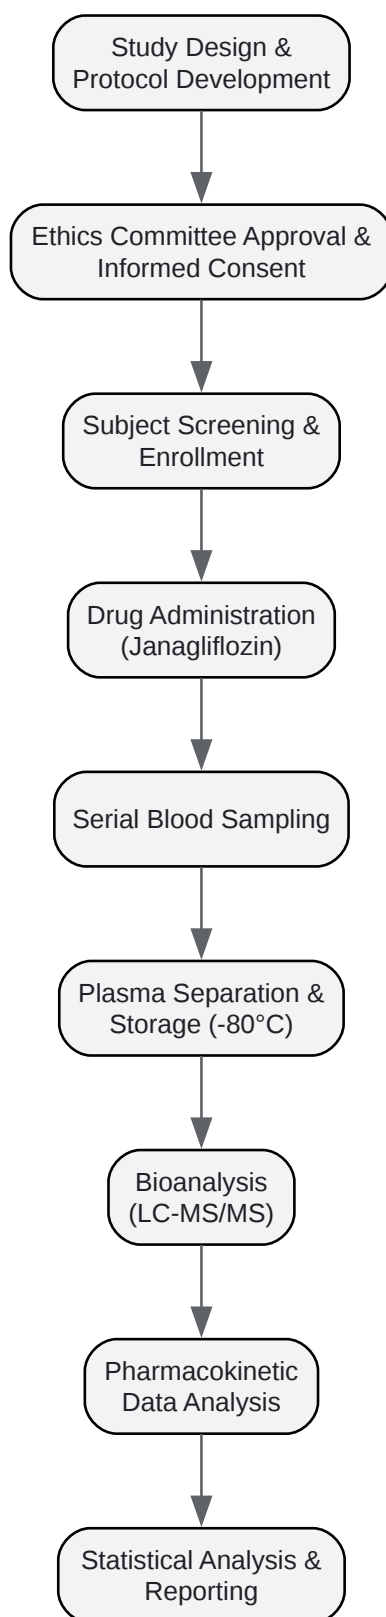 Study Design &
Protocol Development
Ethics Committee Approval &
Informed Consent
Subject Screening &
Enrollment
Drug Administration
(Janagliflozin)
Serial Blood Sampling
Plasma Separation &
Storage (-80°C)
Bioanalysis
(LC-MS/MS)
Pharmacokinetic
Data Analysis
Statistical Analysis &
Reporting